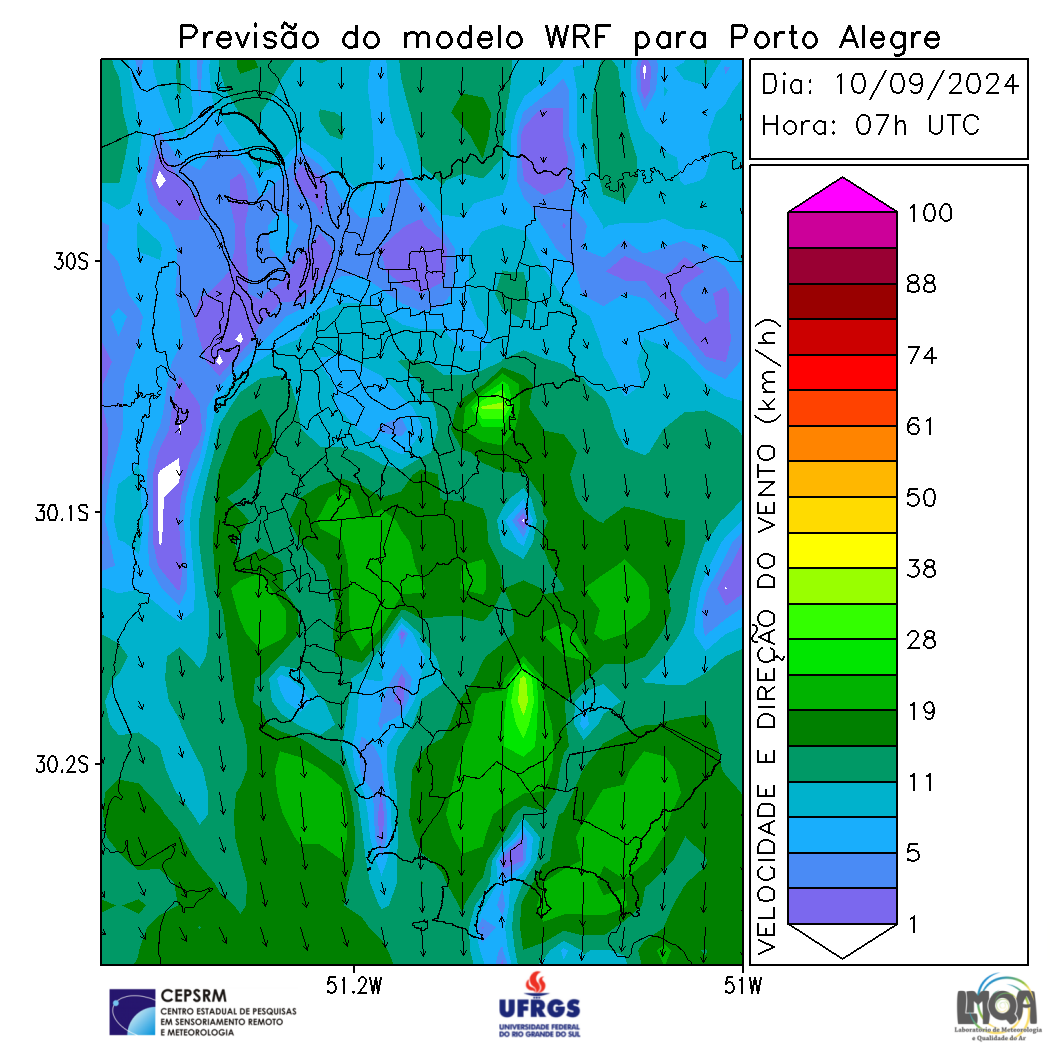 Previsão do modelo WRF para Porto Alegre
Dia: 10/09/2024
Hora: 07h UTC
VELOCIDADE E DIREÇÃO DO VENTO (km/h)
100
88
74
61
50
38
28
19
11
5
1
30S
30.1S
30.2S
51.2W
51W
CEPSRM
CENTRO ESTADUAL DE PESQUISAS
EM SENSORIAMENTO REMOTO
E METEOROLOGIA
UFRGS
UNIVERSIDADE FEDERAL
DO RIO GRANDE DO SUL
LMQA
Laboratório de Meteorologia
e Qualidade do Ar